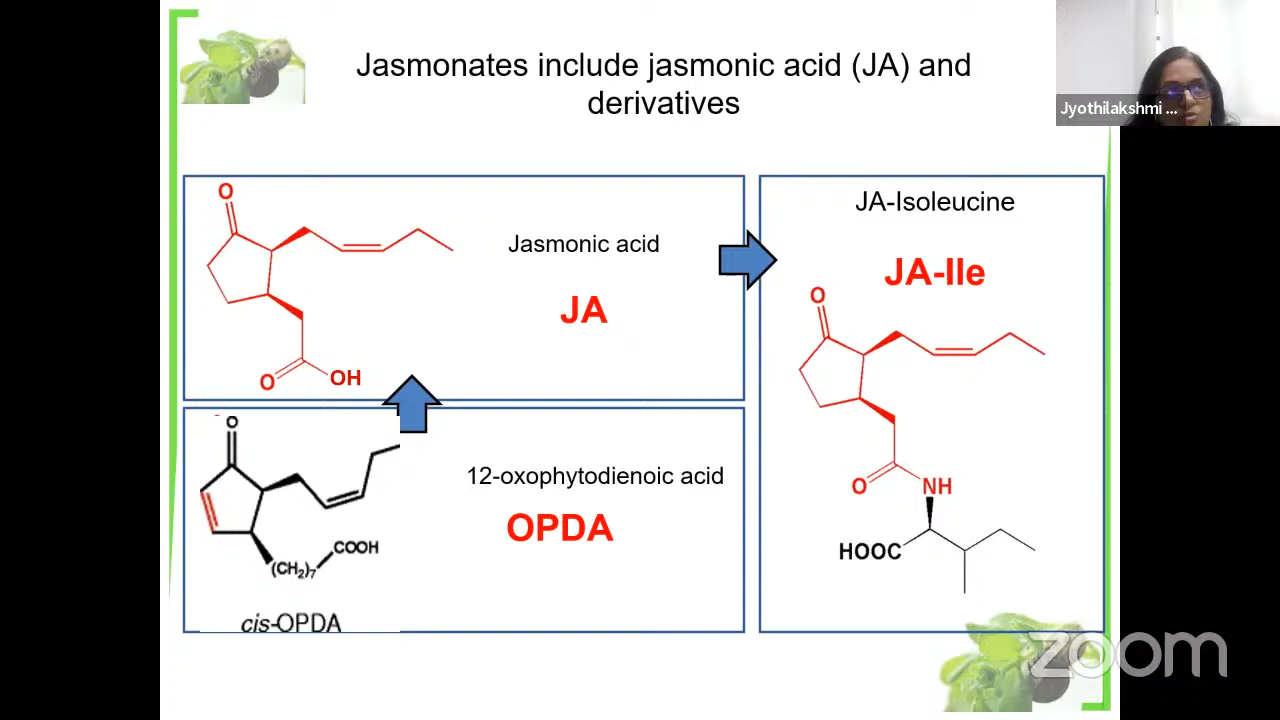 Jasmonates include jasmonic acid (JA) and
derivatives
Jyothilakshmi ...
O
Jasmonic acid
JA
O
OH
O
12-oxophytodienoic acid
OPDA
COOH
(CH₂)₇
cis-OPDA
JA-Isoleucine
JA-Ile
O
O
NH
HOOC
zoom